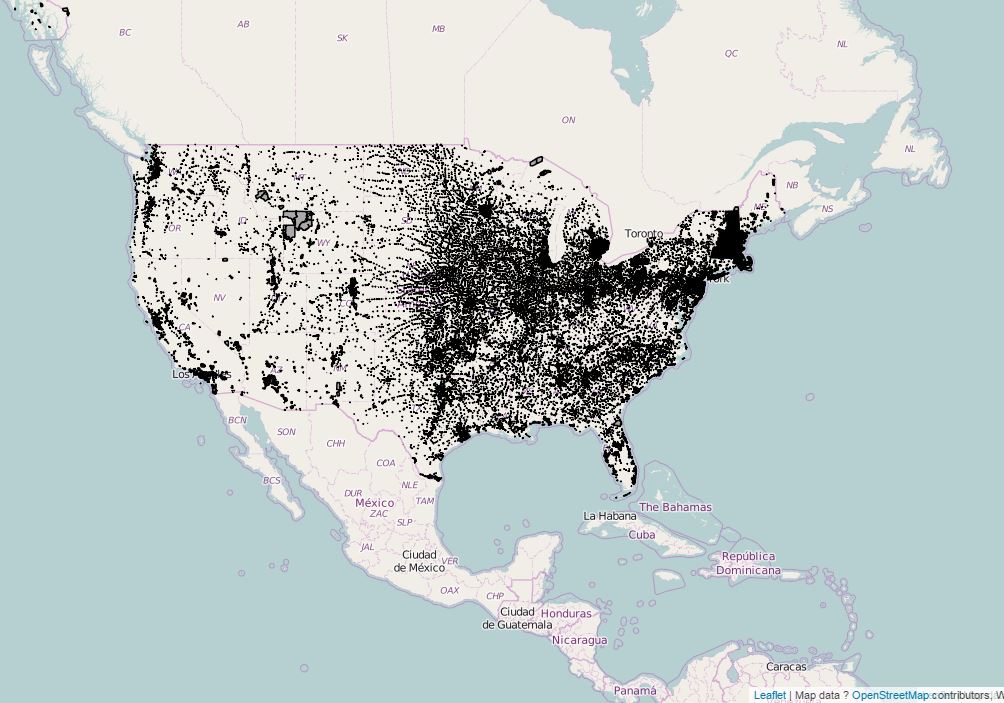 BC
AB
SK
MB
QC
NL
ON
NL
NB
NS
OR
ID
WY
Toronto
NV
CA
Los
BCN
SON
CHH
COA
BCS
NLE
DUR
TAM
México
ZAC
SLP
La Habana
The Bahamas
Cuba
JAL
Ciudad
de México
VER
República
Dominicana
OAX
CHP
Ciudad
de Guatemala
Honduras
Nicaragua
Caracas
Panamá
Leaflet | Map data ? OpenStreetMap contributors, W